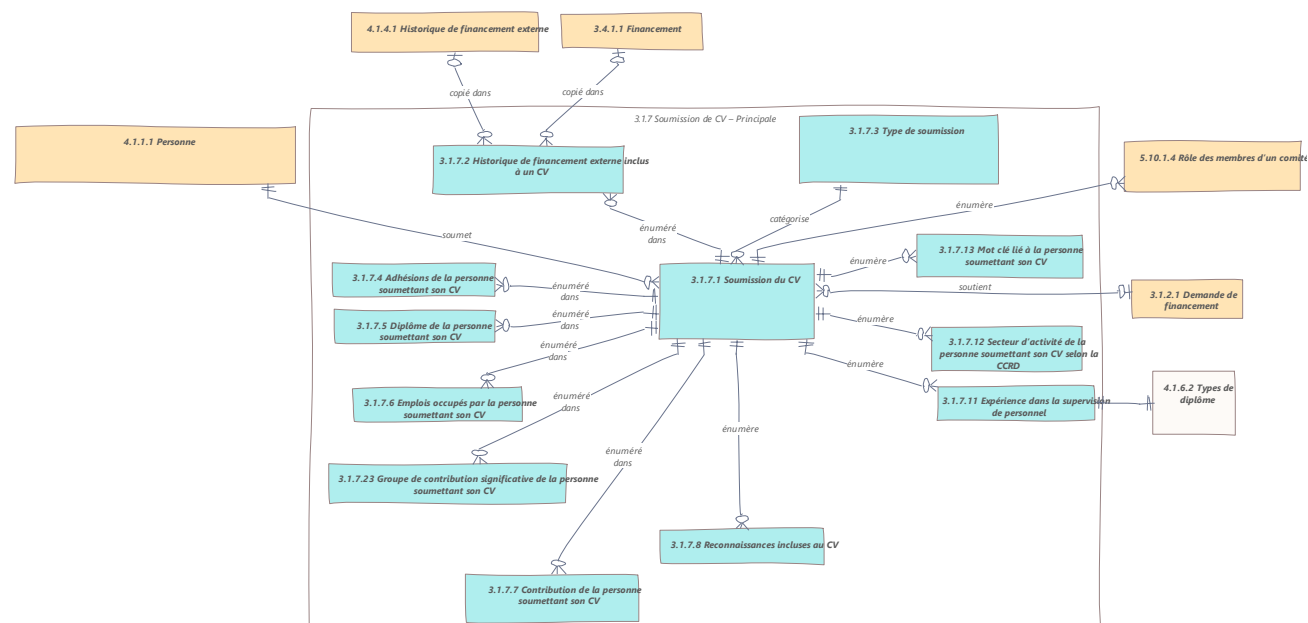 4.1.4.1 Historique de financement externe
3.4.1.1 Financement
copié dans
copié dans
3.1.7 Soumission de CV – Principale
4.1.1.1 Personne
3.1.7.2 Historique de financement externe inclus
à un CV
3.1.7.3 Type de soumission
5.10.1.4 Rôle des membres d'un comité
énumère
catégorise
énuméré
dans
soumet
3.1.7.13 Mot clé lié à la personne
soumettant son CV
énumère
3.1.7.4 Adhésions de la personne
soumettant son CV
énuméré
dans
3.1.7.1 Soumission du CV
soutient
3.1.2.1 Demande de
financement
3.1.7.5 Diplôme de la personne
soumettant son CV
énuméré
dans
énumère
3.1.7.12 Secteur d'activité de la
personne soumettant son CV selon la
CCRD
énuméré
dans
énumère
3.1.7.6 Emplois occupés par la personne
soumettant son CV
énuméré
dans
3.1.7.11 Expérience dans la supervision
de personnel
4.1.6.2 Types de
diplôme
énumère
énuméré
dans
3.1.7.23 Groupe de contribution significative de la personne
soumettant son CV
3.1.7.8 Reconnaissances incluses au CV
3.1.7.7 Contribution de la personne
soumettant son CV